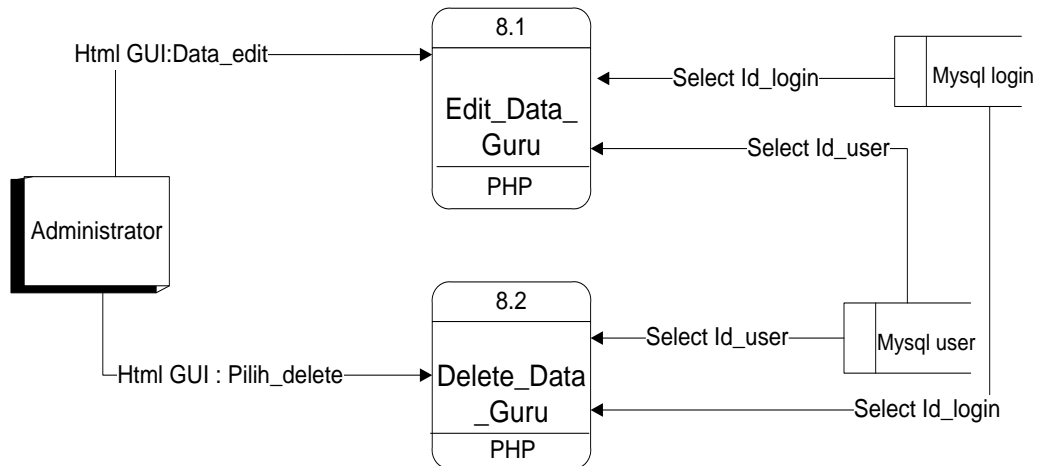 8.1
Html GUI:Data_edit
Edit_Data_
Guru
PHP
Select Id_login
Mysql login
Select Id_user
Administrator
8.2
Select Id_user
Mysql user
Html GUI : Pilih_delete
Delete_Data
_Guru
PHP
Select Id_login